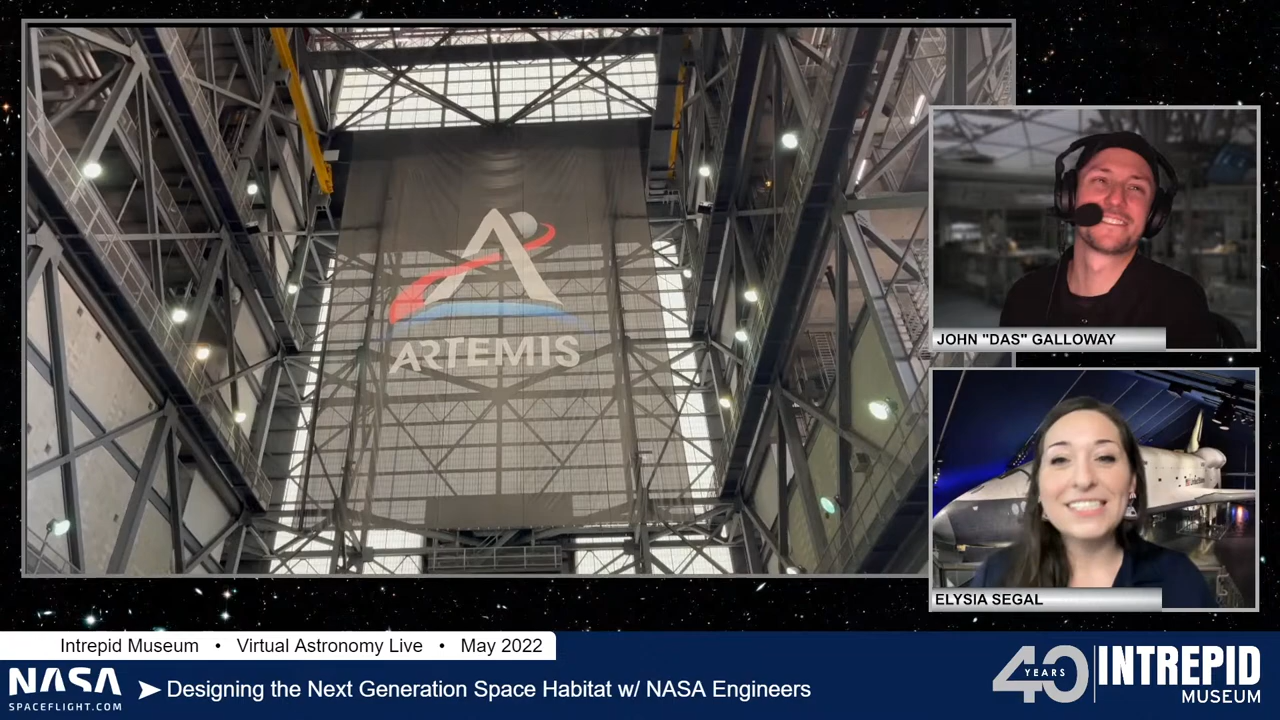 ARTEMIS
JOHN "DAS" GALLOWAY
ELYSIA SEGAL
Intrepid Museum • Virtual Astronomy Live • May 2022
NASA
SPACEFLIGHT.COM
Designing the Next Generation Space Habitat w/ NASA Engineers
40
YEARS
INTREPID
MUSEUM